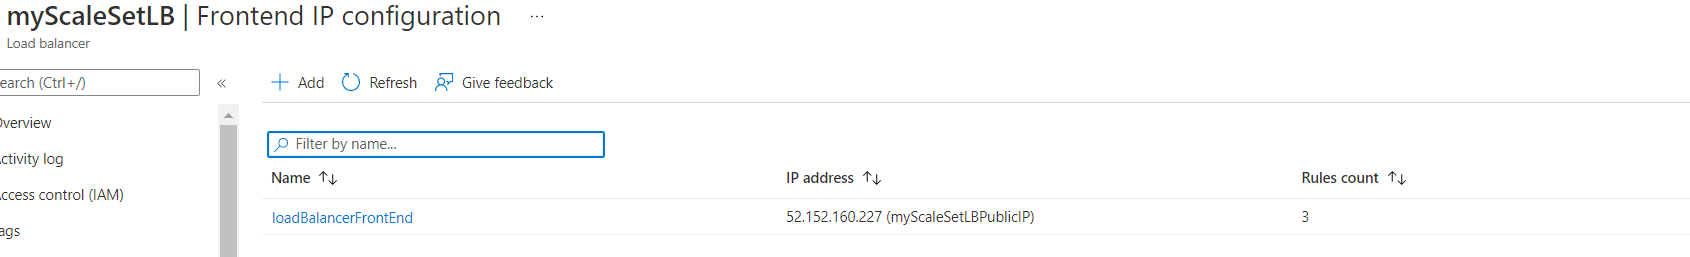 myScaleSetLB | Frontend IP configuration ...
Load balancer
earch (Ctrl+/) «
Add Refresh Give feedback
Overview
Filter by name...
ctivity log
Name ↑↓ IP address ↑↓ Rules count ↑↓
ccess control (IAM)
loadBalancerFrontEnd 52.152.160.227 (myScaleSetLBPublicIP) 3
ags